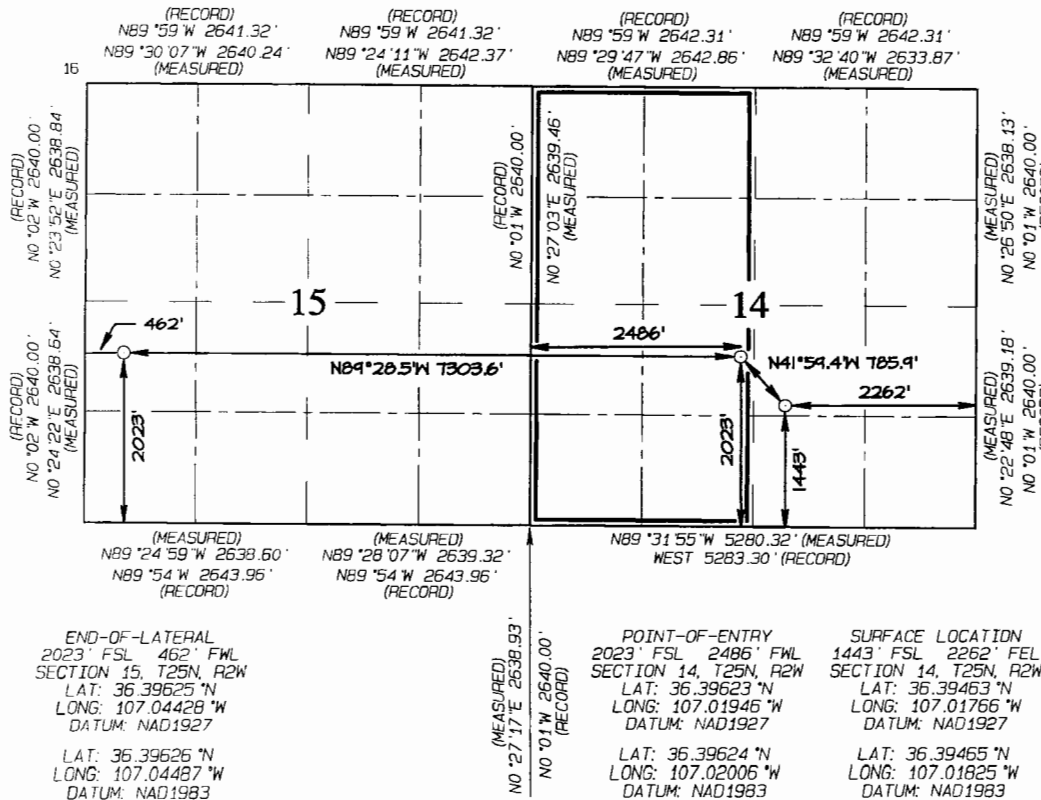 (RECORD)
N89 °59 'W 2641.32 '
N89 °30 '07"W 2640.24 '
(MEASURED)
(RECORD)
N89 °59 'W 2641.32 '
N89 °24 '11"W 2642.37 '
(MEASURED)
(RECORD)
N89 °59 'W 2642.31 '
N89 °29 '47"W 2642.86 '
(MEASURED)
(RECORD)
N89 °59 'W 2642.31 '
N89 °32 '40"W 2633.87 '
(MEASURED)
(RECORD)
N0 °02 'W 2640.00 '
N0 °23 '52"E 2638.84 '
(MEASURED)
(RECORD)
N0 °01 'W 2640.00 '
N0 °27 '03"E 2639.46 '
(MEASURED)
(MEASURED)
N0 °26 '50"E 2638.13 '
N0 °01 'W 2640.00 '
15
14
462'
2486'
N89°28.5'W 7303.6'
N41°59.4'W 785.9'
2262'
2023'
2023'
1443'
(RECORD)
N0 °02 'W 2640.00 '
N0 °24 '22"E 2638.54 '
(MEASURED)
(MEASURED)
N0 °22 '48"E 2639.18 '
N0 °01 'W 2640.00 '
(MEASURED)
N89 °24 '59"W 2638.60 '
N89 °54 'W 2643.96 '
(RECORD)
(MEASURED)
N89 °28 '07"W 2639.32 '
N89 °54 'W 2643.96 '
(RECORD)
N89 °31 '55"W 5280.32 ' (MEASURED)
WEST 5283.30 ' (RECORD)
(MEASURED)
N0 °27 '17"E 2638.93 '
N0 °01 'W 2640.00 '
(RECORD)
END-OF-LATERAL
2023 ' FSL 462 ' FWL
SECTION 15, T25N, R2W
LAT: 36.39625 °N
LONG: 107.04428 °W
DATUM: NAD1927
LAT: 36.39626 °N
LONG: 107.04487 °W
DATUM: NAD1983
POINT-OF-ENTRY
2023 ' FSL 2486 ' FWL
SECTION 14, T25N, R2W
LAT: 36.39623 °N
LONG: 107.01946 °W
DATUM: NAD1927
LAT: 36.39624 °N
LONG: 107.02006 °W
DATUM: NAD1983
SURFACE LOCATION
1443 ' FSL 2262 ' FEL
SECTION 14, T25N, R2W
LAT: 36.39463 °N
LONG: 107.01766 °W
DATUM: NAD1927
LAT: 36.39465 °N
LONG: 107.01825 °W
DATUM: NAD1983